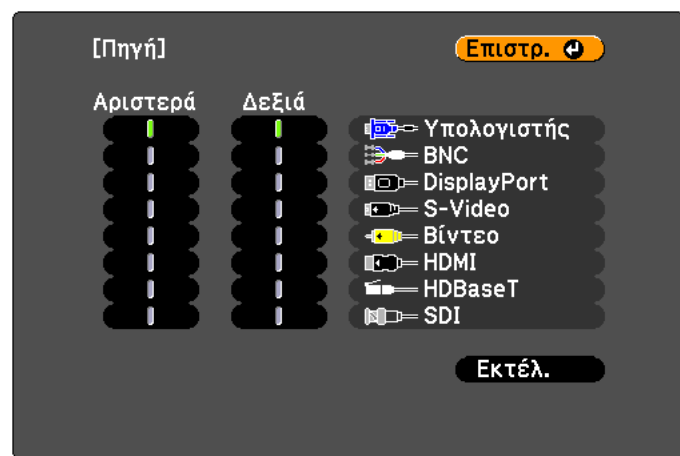 [Πηγή] Επιστρ.
Αριστερά Δεξιά
Υπολογιστής
BNC
DisplayPort
S-Video
Βίντεο
HDMI
HDBaseT
SDI
Εκτέλ.